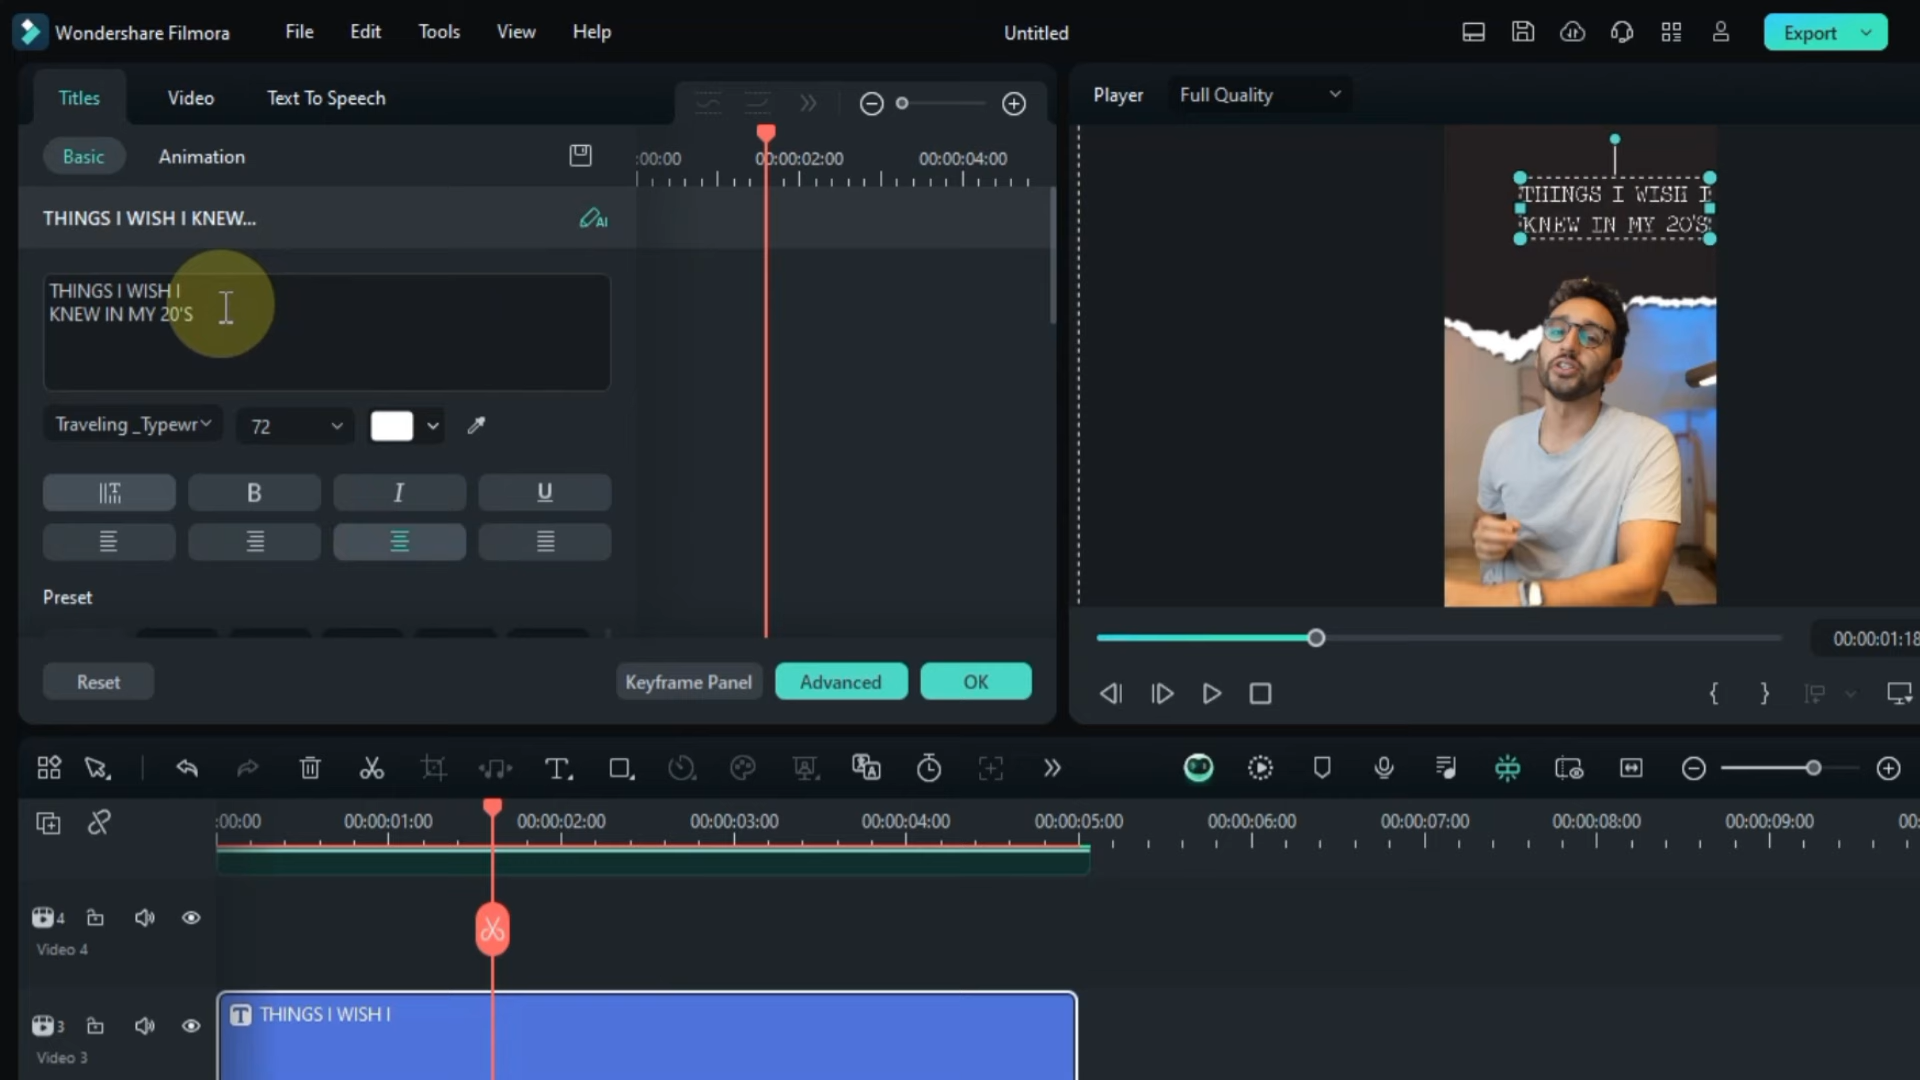 Wondershare Filmora File Edit Tools View Help Untitled Export
Titles Video Text To Speech
Player Full Quality
Basic Animation
:00:00 00:00:02:00 00:00:04:00
THINGS I WISH I KNEW... AI
THINGS I WISH I
KNEW IN MY 20'S
THINGS I WISH I
KNEW IN MY 20'S
Traveling _Typewr 72
B I U
Preset
00:00:01:18
Reset Keyframe Panel Advanced OK
{ }
:00:00 00:00:01:00 00:00:02:00 00:00:03:00 00:00:04:00 00:00:05:00 00:00:06:00 00:00:07:00 00:00:08:00 00:00:09:00 00:
4
Video 4
T THINGS I WISH I
3
Video 3